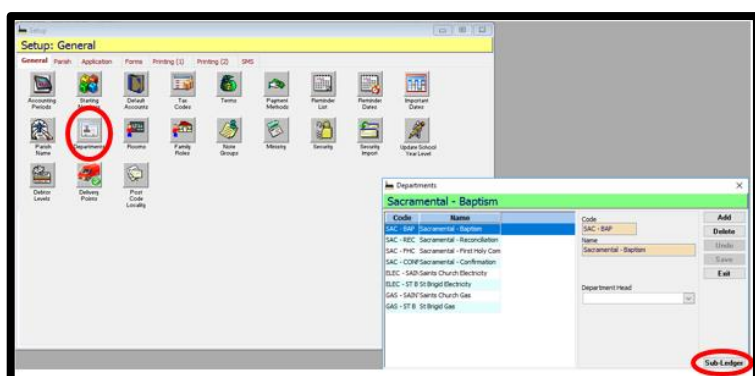 Setup
Setup: General
General Parish Application Forms Printing (1) Printing (2) SMS
Accounting Periods
Starting
Default Accounts
Tax Codes
Terms
Payment Methods
Reminder List
Reminder Dates
Important Dates
Parish Name
Departments
Rooms
Family Roles
Note Groups
Ministry
Security
Security Import
Update School Year Level
Debtor Levels
Delivery Points
Post Code Locality
Departments
Sacramental - Baptism
Code Name
SAC - BAP Sacramental - Baptism
SAC - REC Sacramental - Reconciliation
SAC - FHC Sacramental - First Holy Com
SAC - CONF Sacramental - Confirmation
ELEC - SAIN Saints Church Electricity
ELEC - ST B St Brigid Electricity
GAS - SAIN Saints Church Gas
GAS - ST B St Brigid Gas
Code
SAC - BAP
Name
Sacramental - Baptism
Department Head
Add
Delete
Undo
Save
Exit
Sub-Ledger